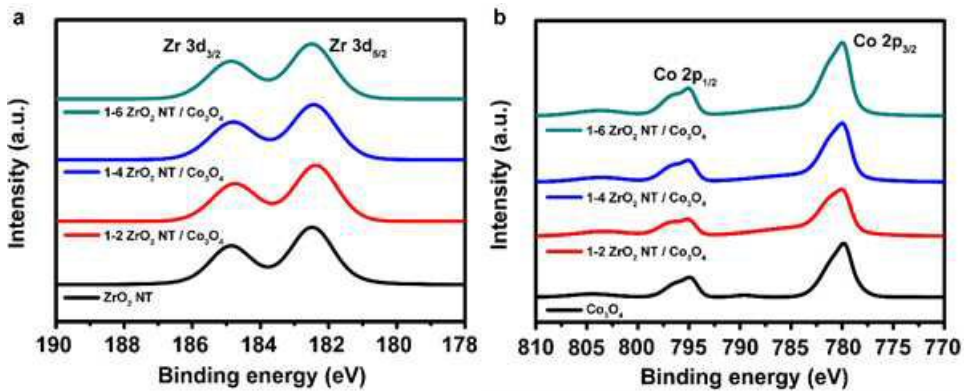 a
Zr 3d₃/₂
Zr 3d₅/₂
1-6 ZrO₂ NT / Co₃O₄
1-4 ZrO₂ NT / Co₃O₄
1-2 ZrO₂ NT / Co₃O₄
ZrO₂ NT
Intensity (a.u.)
190 188 186 184 182 180 178
Binding energy (eV)
b
Co 2p₃/₂
Co 2p₁/₂
1-6 ZrO₂ NT / Co₃O₄
1-4 ZrO₂ NT / Co₃O₄
1-2 ZrO₂ NT / Co₃O₄
Co₃O₄
Intensity (a.u.)
810 805 800 795 790 785 780 775 770
Binding energy (eV)